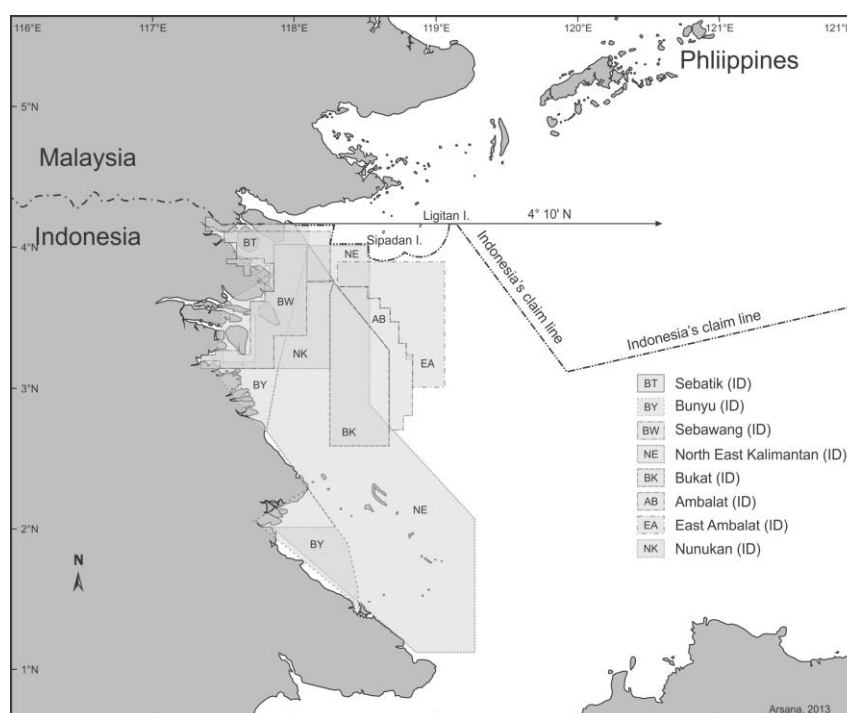 116°E 117°E 118°E 119°E 120°E 121°E 121°E
Phliippines
5°N
Malaysia
Ligitan I. 4° 10' N
Indonesia
BT Sipadan I.
4°N
NE
Indonesia's claim line
Indonesia's claim line
BW
AB
NK
EA
BY
3°N
BK
BT Sebatik (ID)
BY Bunyu (ID)
BW Sebawang (ID)
NE North East Kalimantan (ID)
BK Bukat (ID)
AB Ambalat (ID)
EA East Ambalat (ID)
NK Nunukan (ID)
NE
2°N
BY
N
1°N
Arsana, 2013